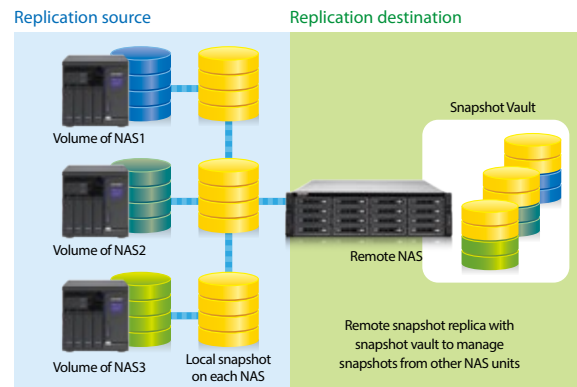 Replication source
Replication destination
Volume of NAS1
Volume of NAS2
Volume of NAS3
Local snapshot
on each NAS
Snapshot Vault
Remote NAS
Remote snapshot replica with
snapshot vault to manage
snapshots from other NAS units